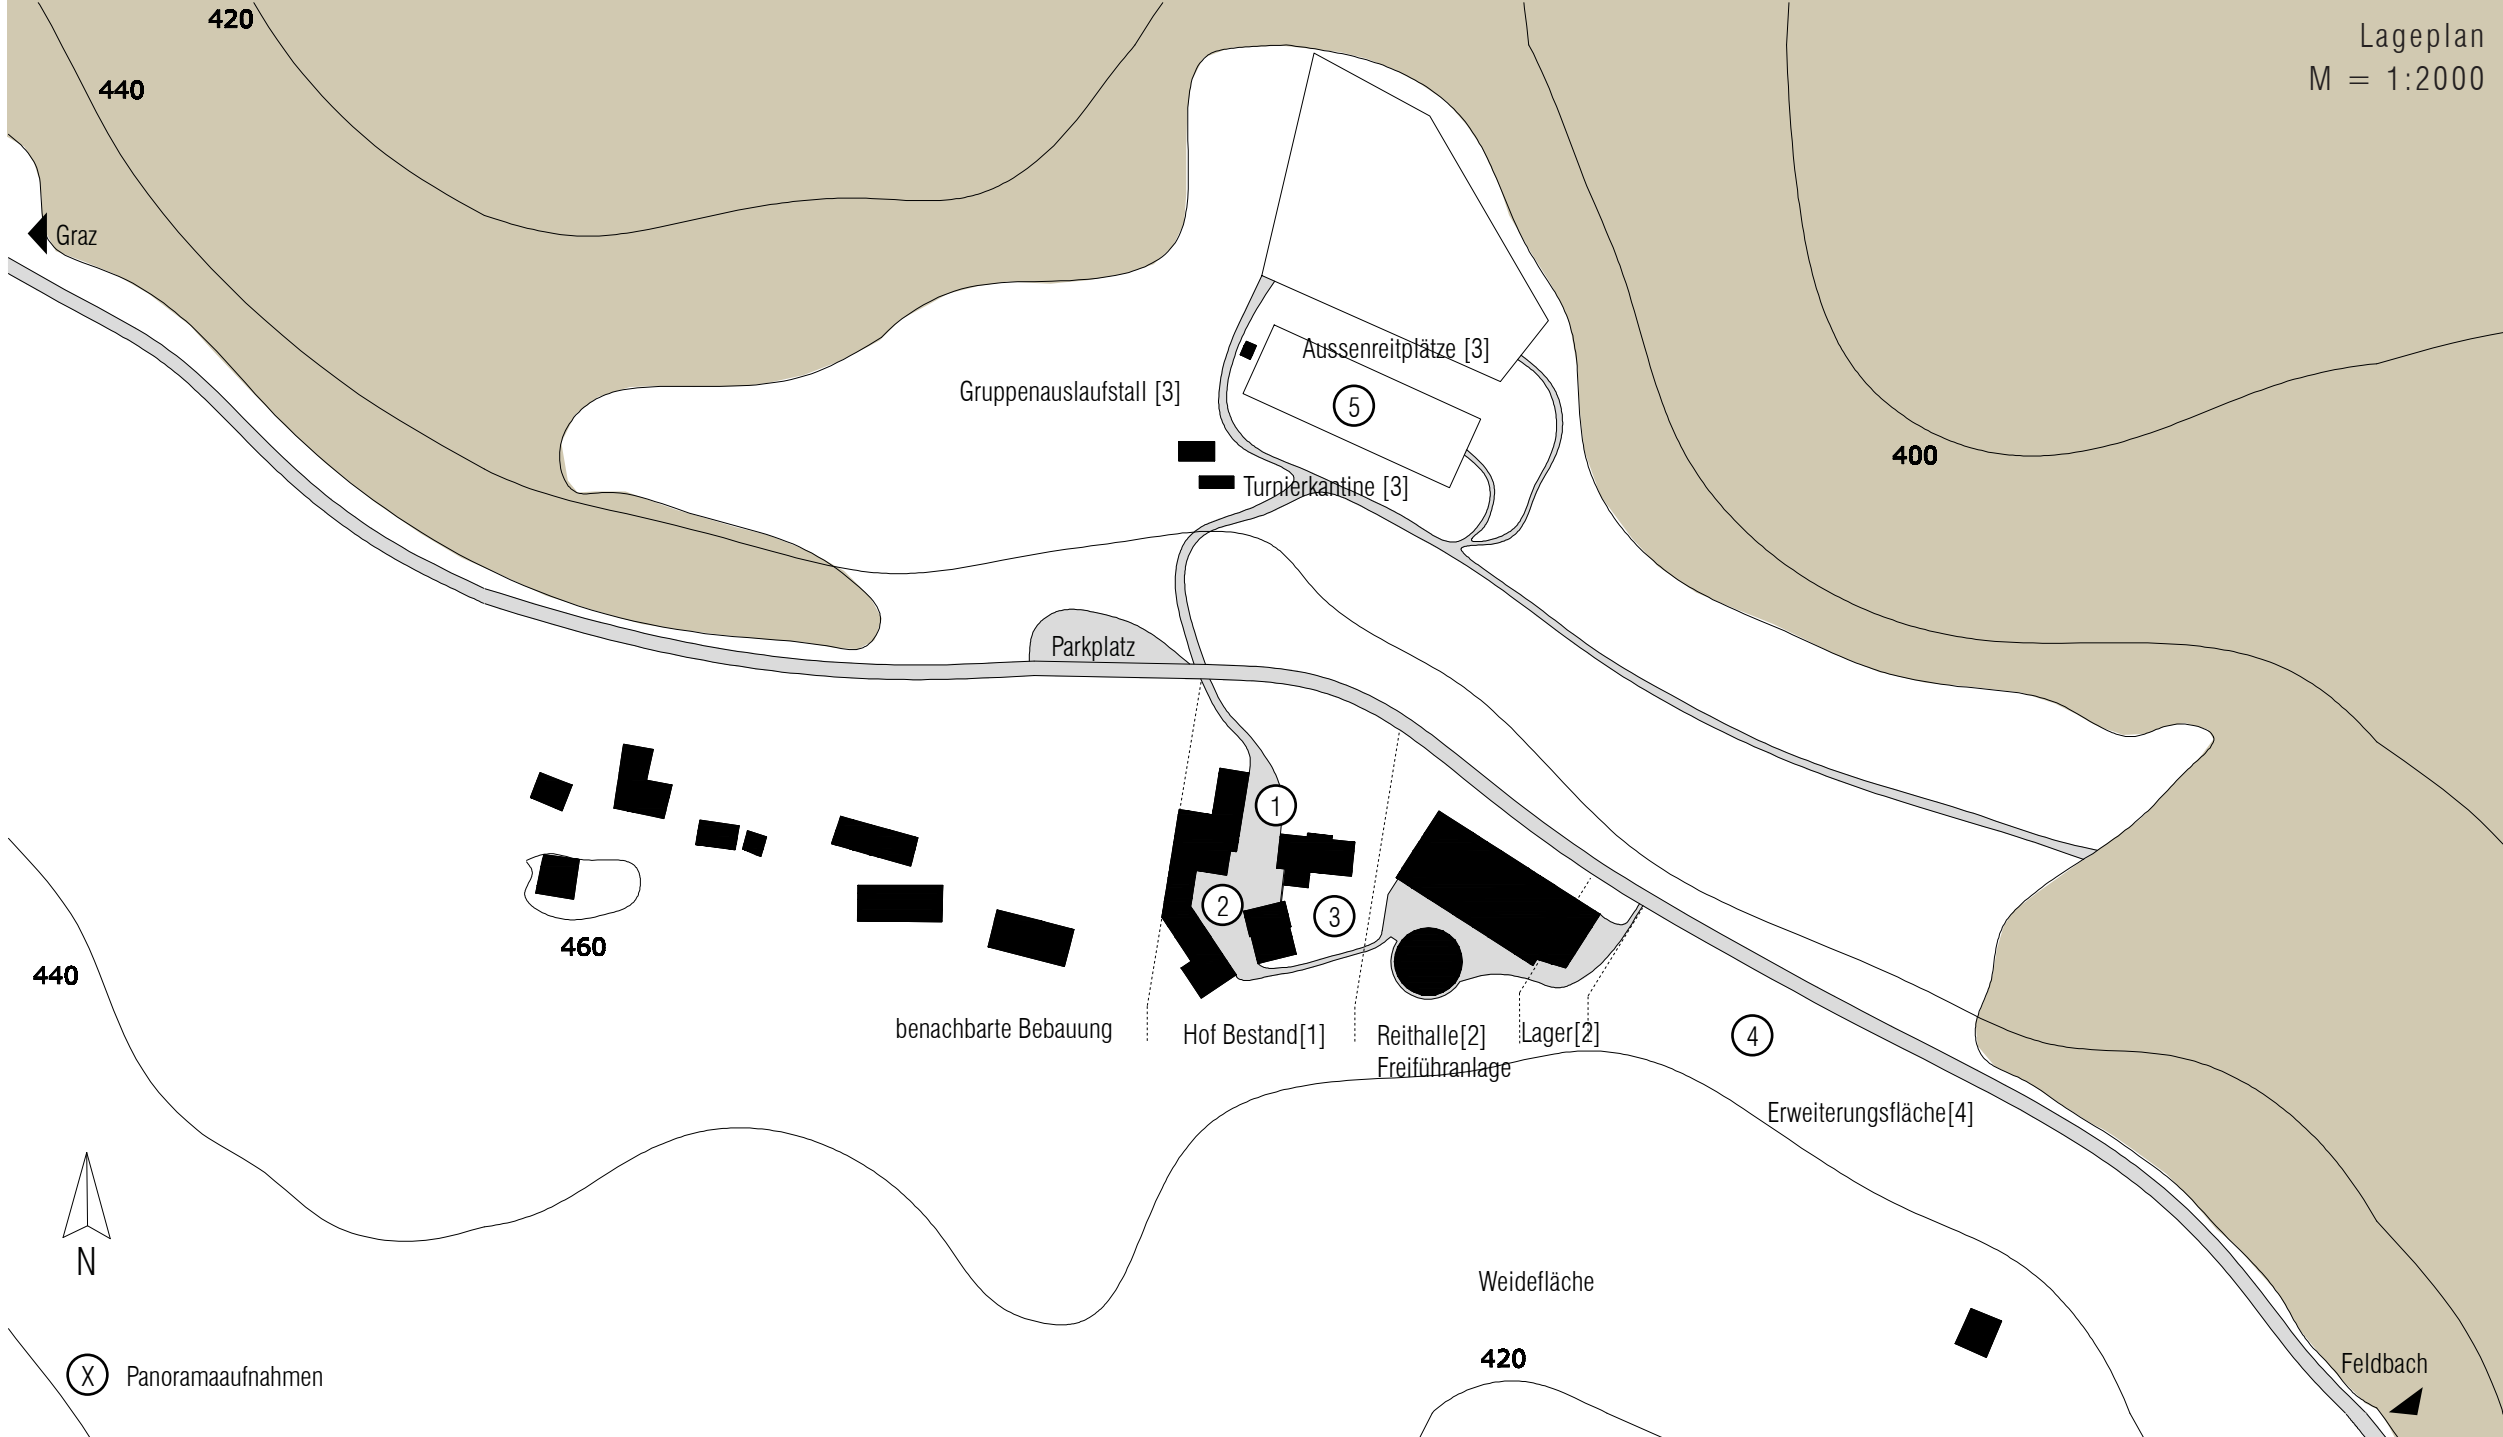 420
Lageplan
M = 1:2000
440
Graz
Aussenreitplätze [3]
Gruppenauslaufstall [3]
5
400
Turnierkantine [3]
Parkplatz
1
2
3
460
440
benachbarte Bebauung
Hof Bestand[1]
Reithalle[2]
Freiführanlage
Lager[2]
4
Erweiterungsfläche[4]
N
Weidefläche
420
Feldbach
X Panoramaaufnahmen